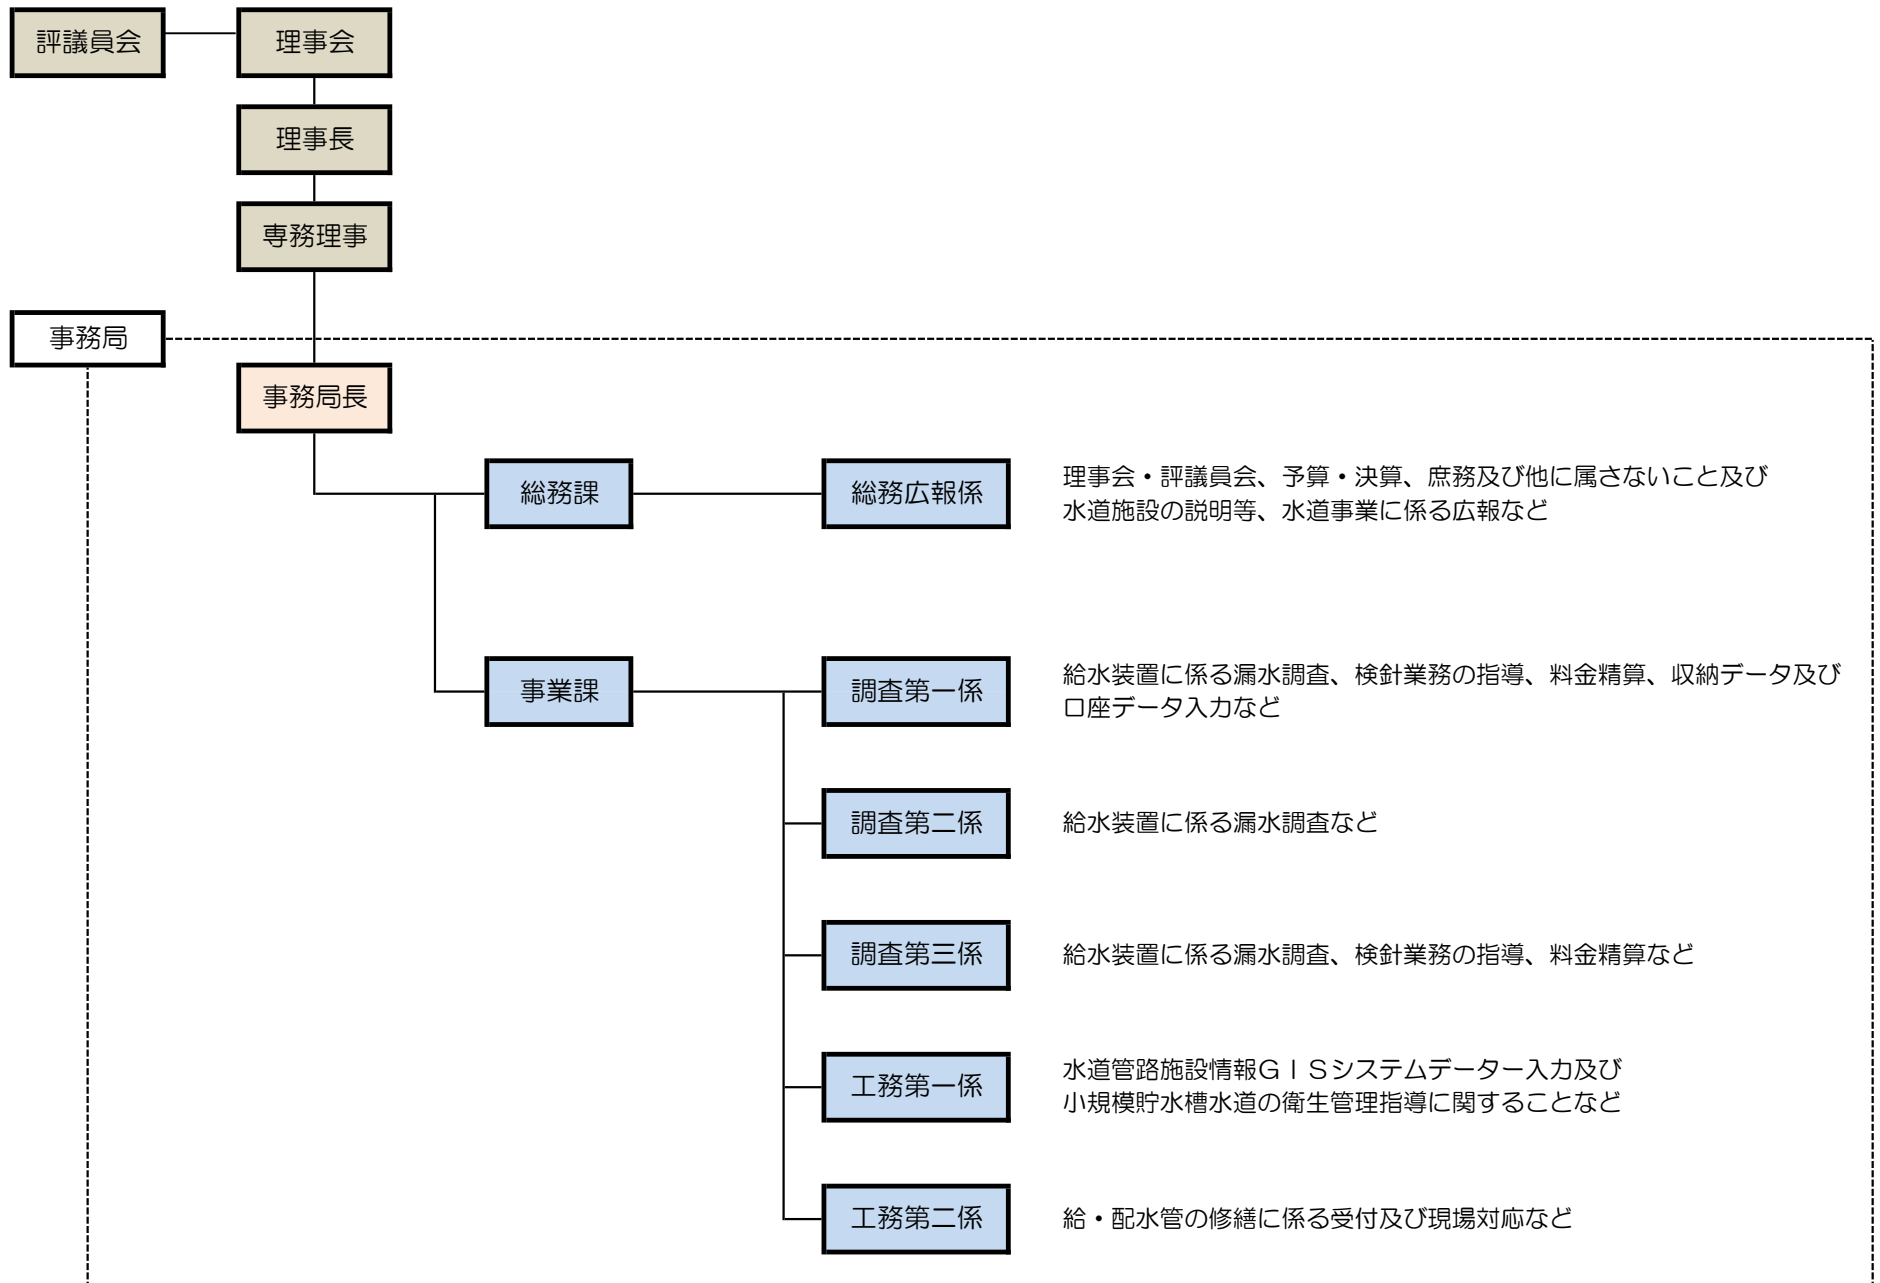 評議員会
理事会
理事長
専務理事
事務局
事務局長
総務課
総務広報係
理事会・評議員会、予算・決算、庶務及び他に属さないこと及び
水道施設の説明等、水道事業に係る広報など
事業課
調査第一係
給水装置に係る漏水調査、検針業務の指導、料金精算、収納データ及び
口座データ入力など
調査第二係
給水装置に係る漏水調査など
調査第三係
給水装置に係る漏水調査、検針業務の指導、料金精算など
工務第一係
水道管路施設情報GISシステムデーター入力及び
小規模貯水槽水道の衛生管理指導に関することなど
工務第二係
給・配水管の修繕に係る受付及び現場対応など